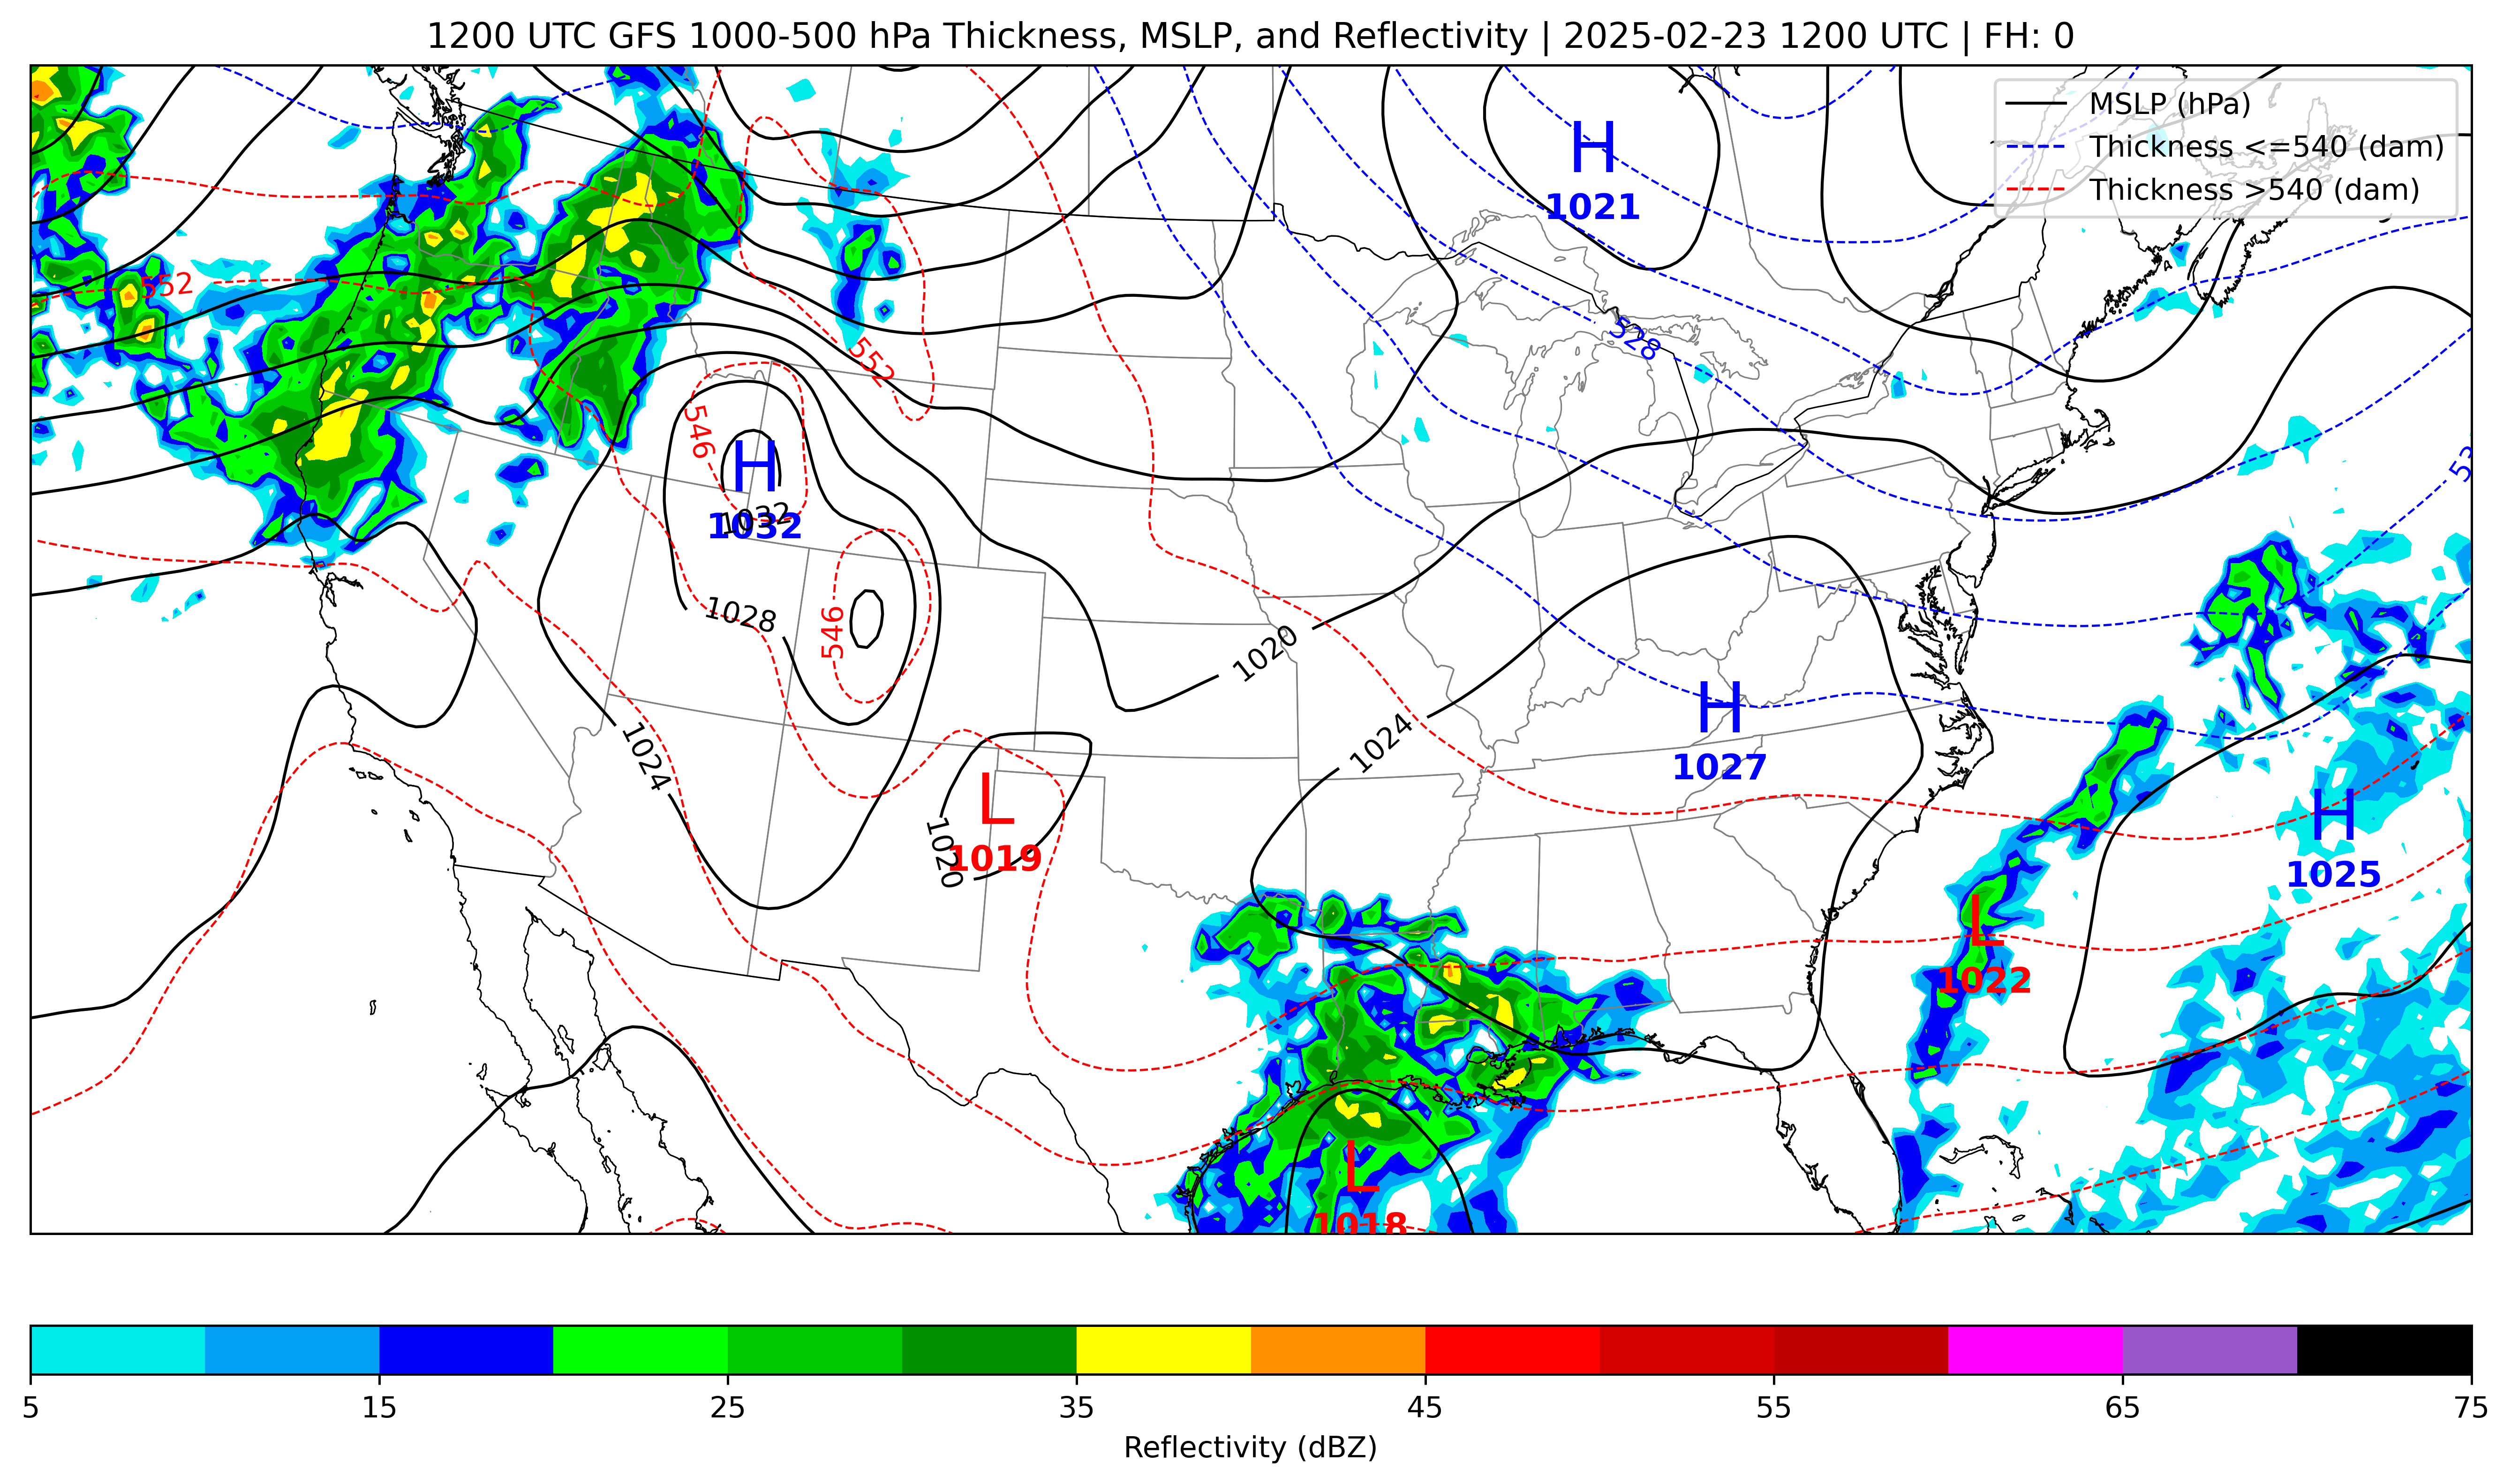 1200 UTC GFS 1000-500 hPa Thickness, MSLP, and Reflectivity | 2025-02-23 1200 UTC | FH: 0
MSLP (hPa)
Thickness <=540 (dam)
Thickness >540 (dam)
H
1021
552
528
552
546
H
1032
1032
1028
546
1020
1024
1024
H
1027
L
1019
1020
H
1025
L
1022
L
1018
5 15 25 35 45 55 65 75
Reflectivity (dBZ)